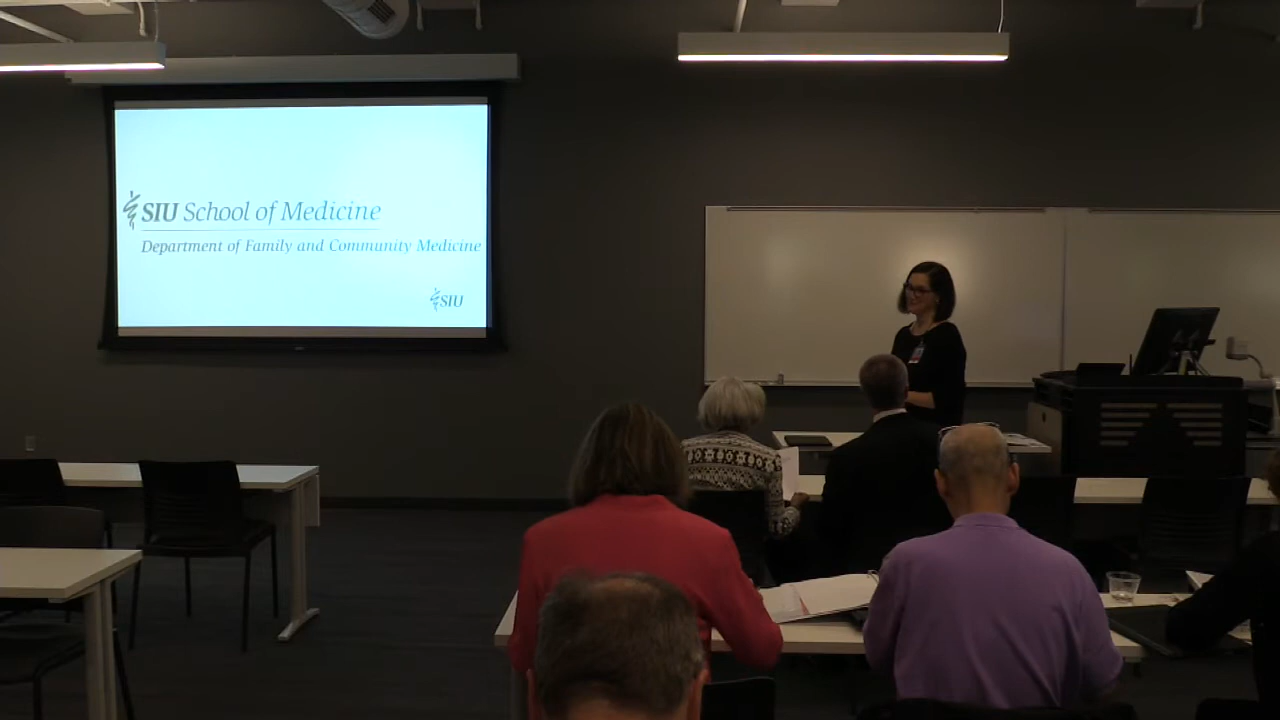 SIU School of Medicine
Department of Family and Community Medicine
SIU